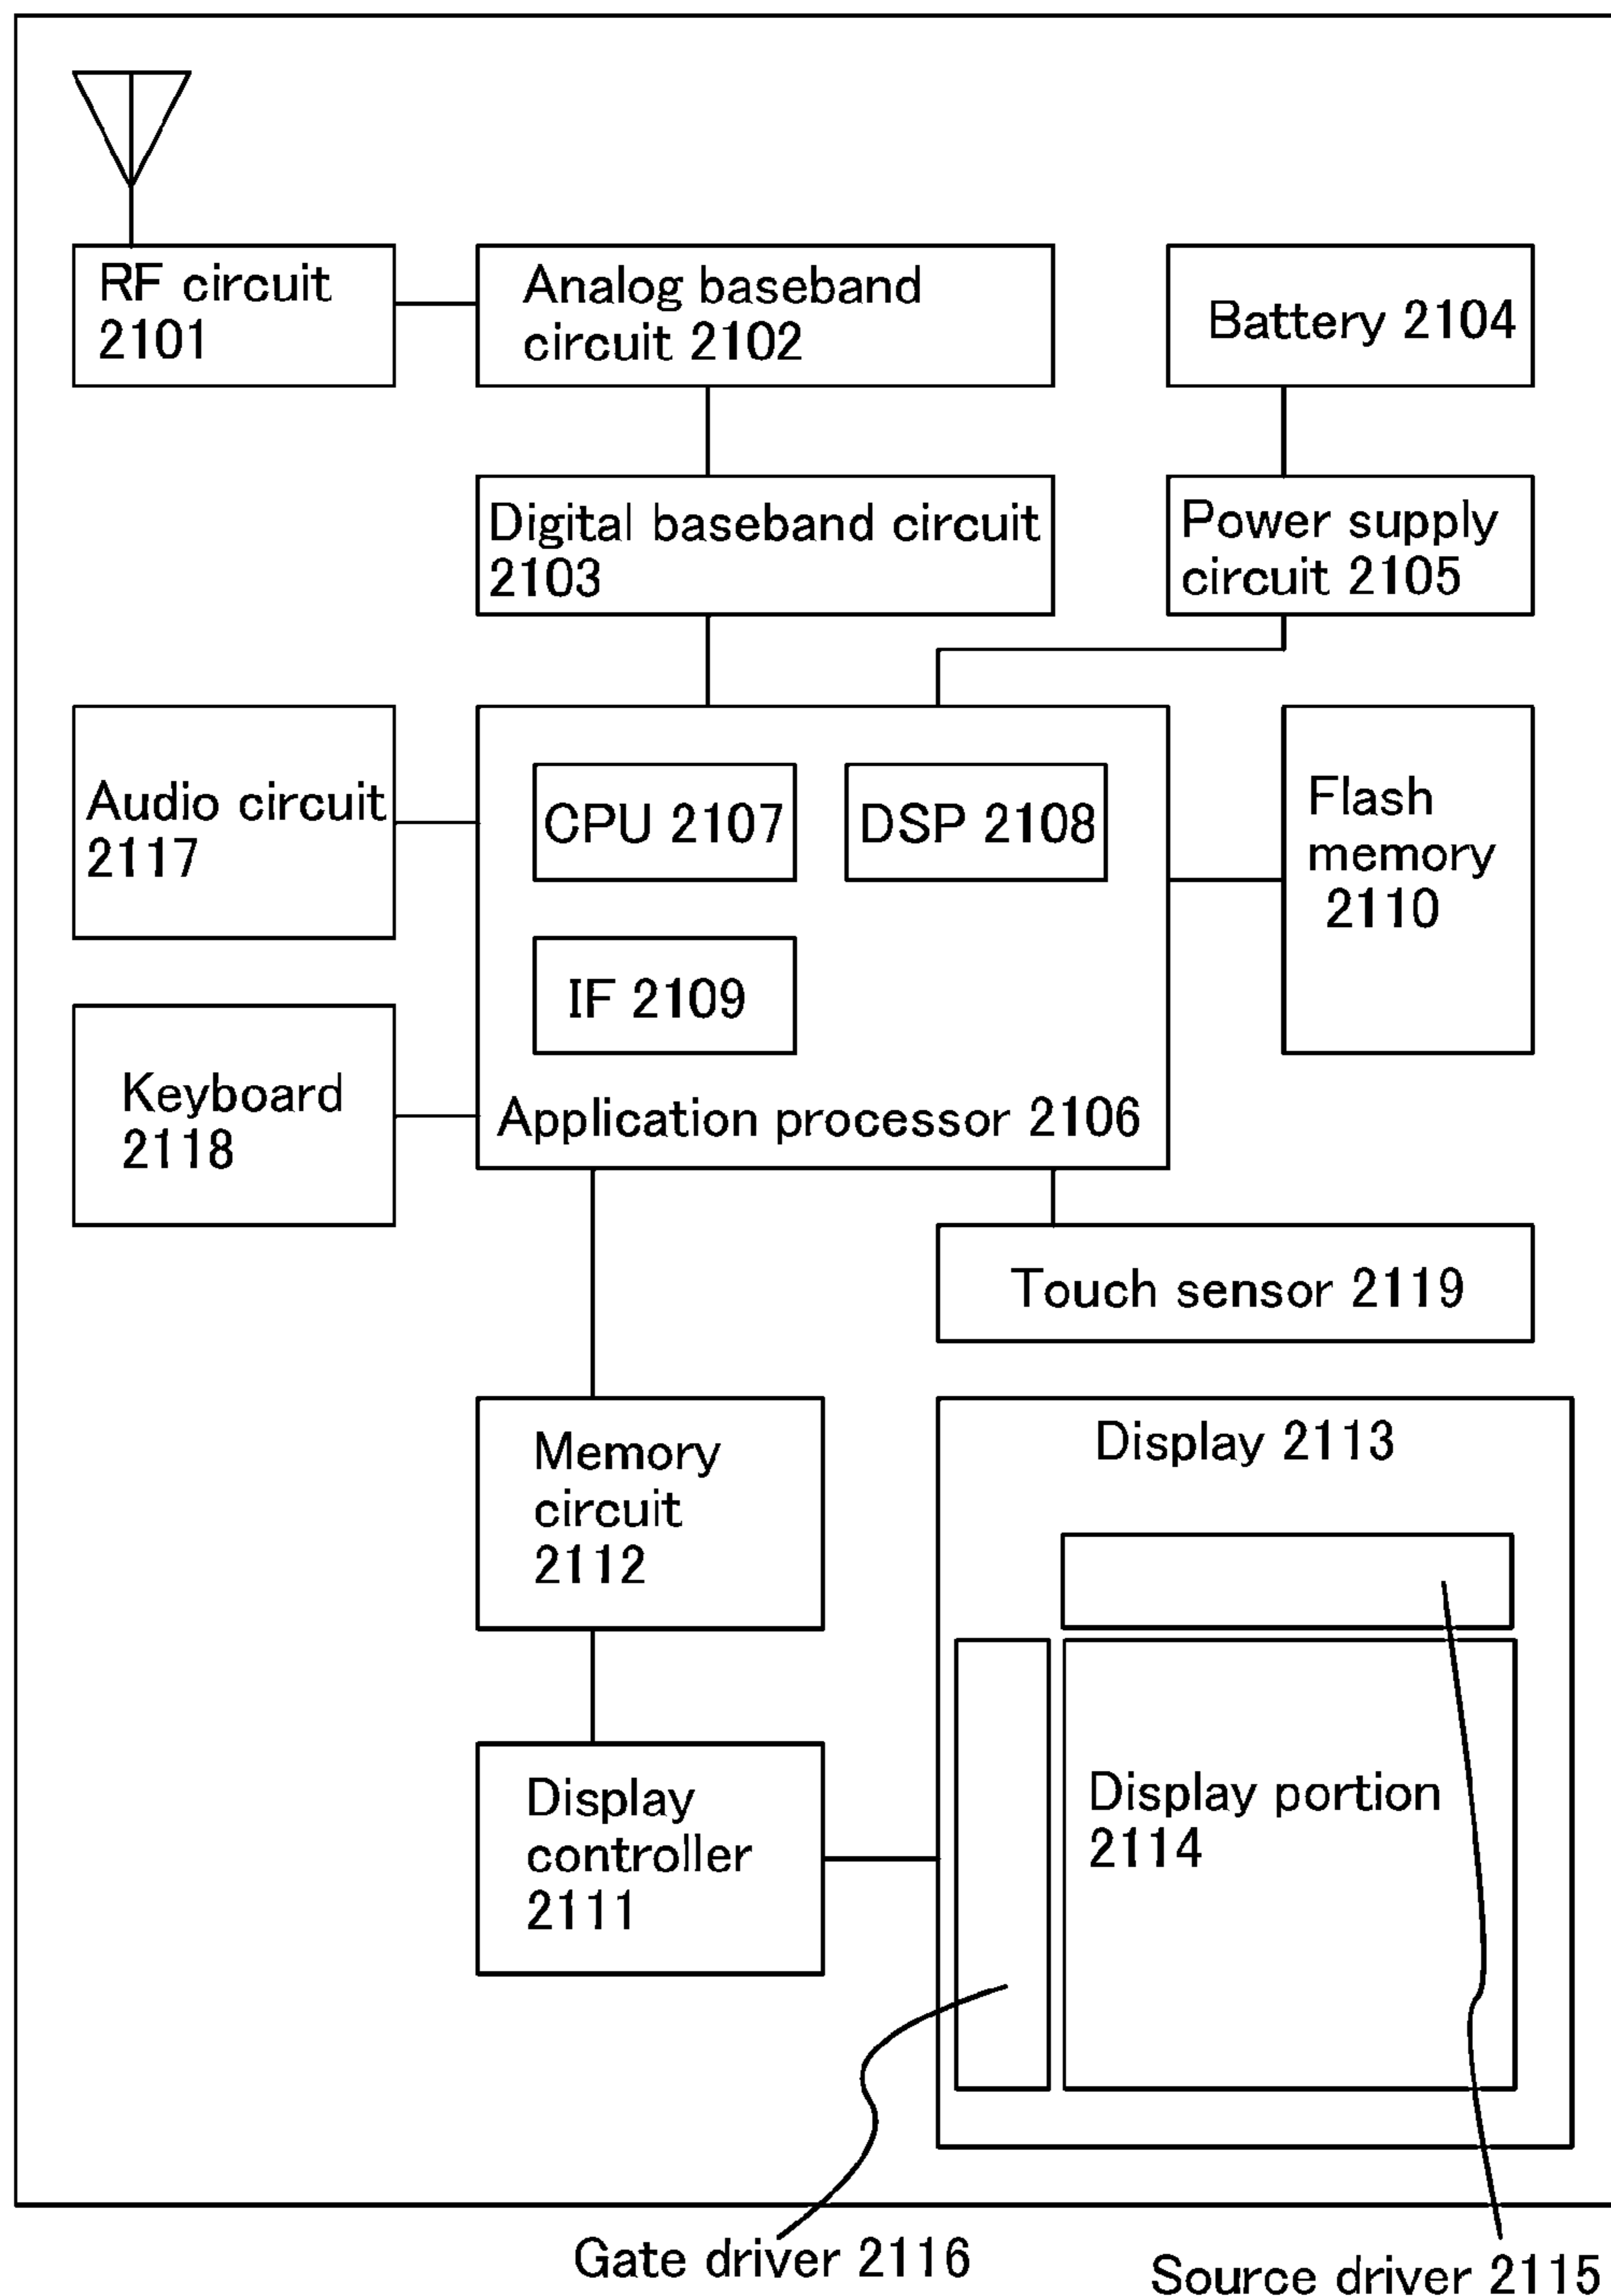 RF circuit
2101
Analog baseband
circuit 2102
Battery 2104
Digital baseband circuit
2103
Power supply
circuit 2105
Audio circuit
2117
CPU 2107
DSP 2108
Flash
memory
2110
IF 2109
Keyboard
2118
Application processor 2106
Touch sensor 2119
Memory
circuit
2112
Display 2113
Display
controller
2111
Display portion
2114
Gate driver 2116
Source driver 2115